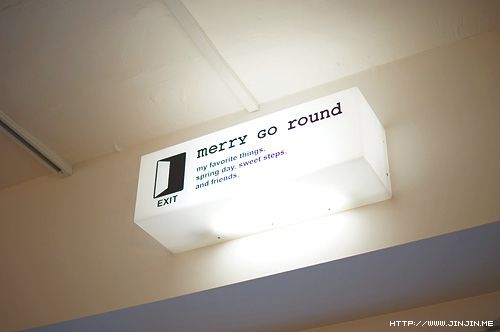 merry GO round
my favorite things.
spring day. sweet steps.
and friends.
EXIT
HTTP://WWW.JINJIN.ME